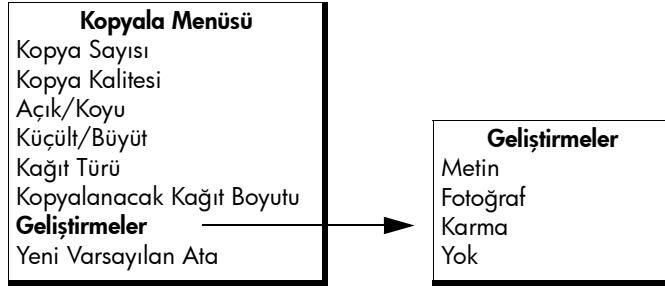 Kopyala Menüsü
Kopya Sayısı
Kopya Kalitesi
Açık/Koyu
Küçült/Büyüt
Kağıt Türü
Kopyalanacak Kağıt Boyutu
Geliştirmeler
Yeni Varsayılan Ata
Geliştirmeler
Metin
Fotoğraf
Karma
Yok